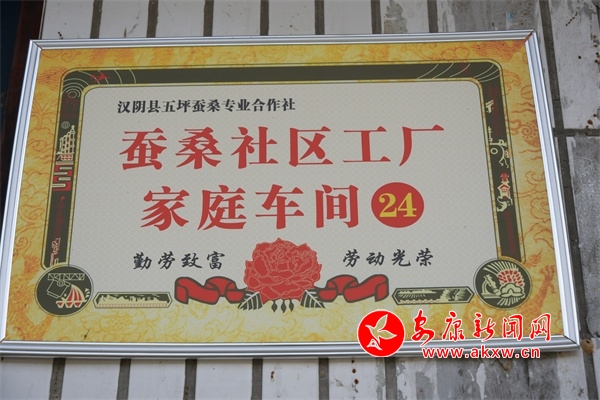 汉阴县五坪蚕桑专业合作社
蚕桑社区工厂
家庭车间 24
勤劳致富 劳动光荣
安康新闻网
www.akxw.cn